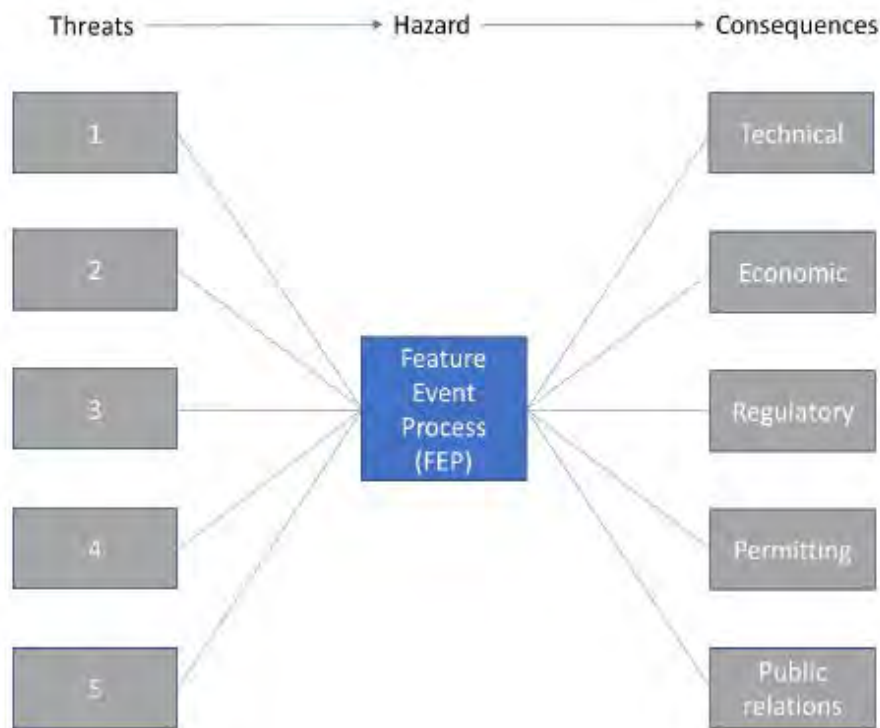 Threats
Hazard
Consequences
1
Technical
2
Economic
Feature
Event
Process
(FEP)
3
Regulatory
4
Permitting
5
Public
relations